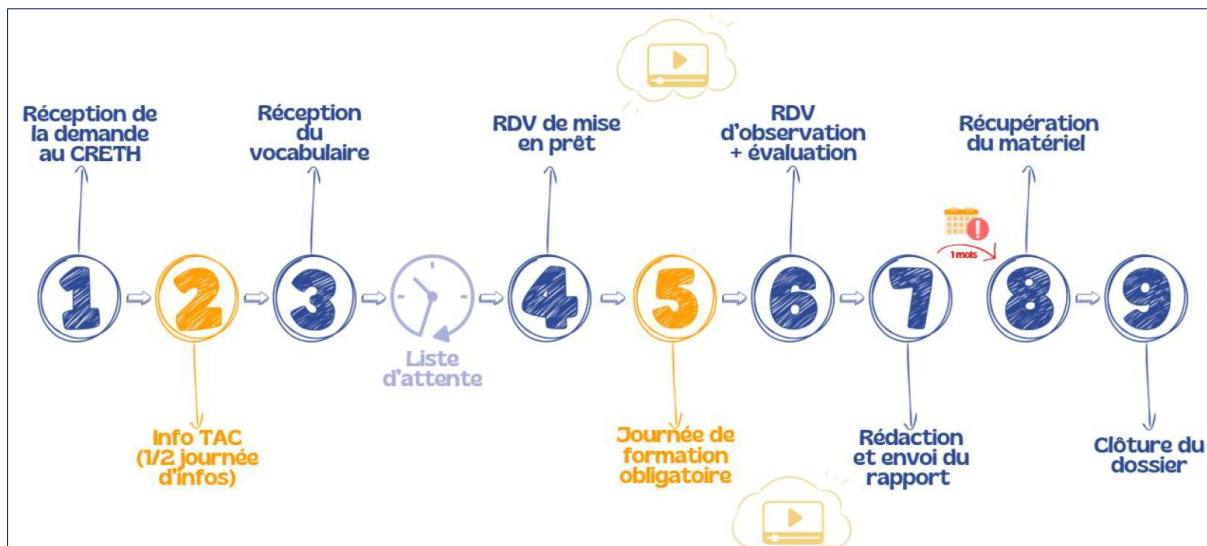 Réception de
la demande
au CRETH
Réception
du
vocabulaire
RDV de mise
en prêt
RDV
d'observation
+ évaluation
Récupération
du matériel
1 mois
1
2
3
4
5
6
7
8
9
Liste
d'attente
Info TAC
(1/2 journée
d'infos)
Journée de
formation
obligatoire
Rédaction
et envoi du
rapport
Clôture du
dossier